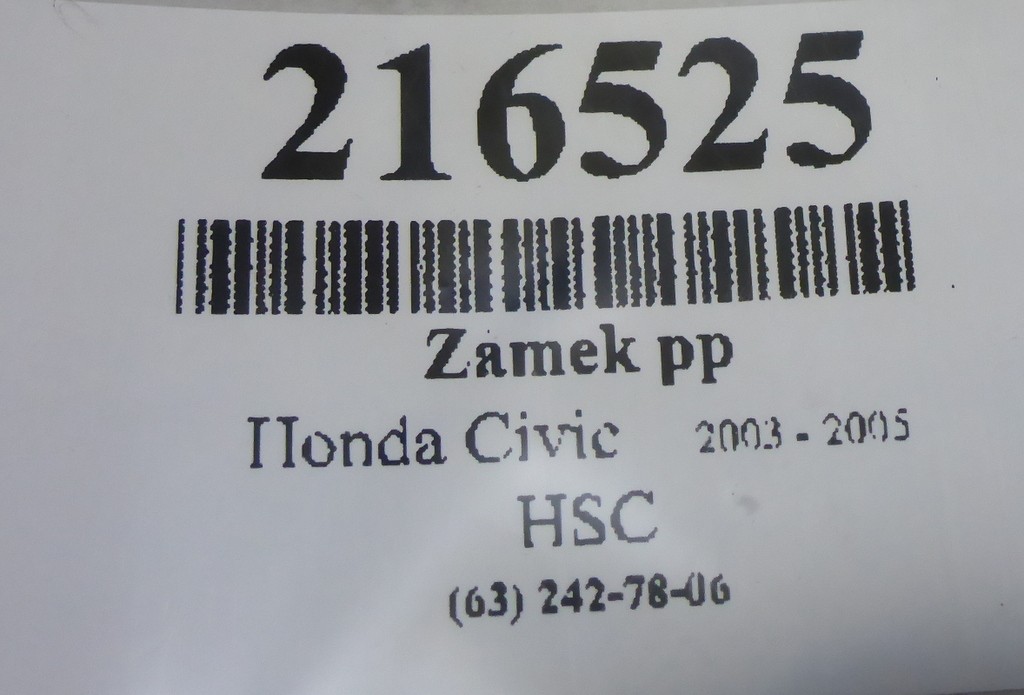 216525
Zamek pp
Honda Civic 2003 - 2005
HSC
(63) 242-78-06